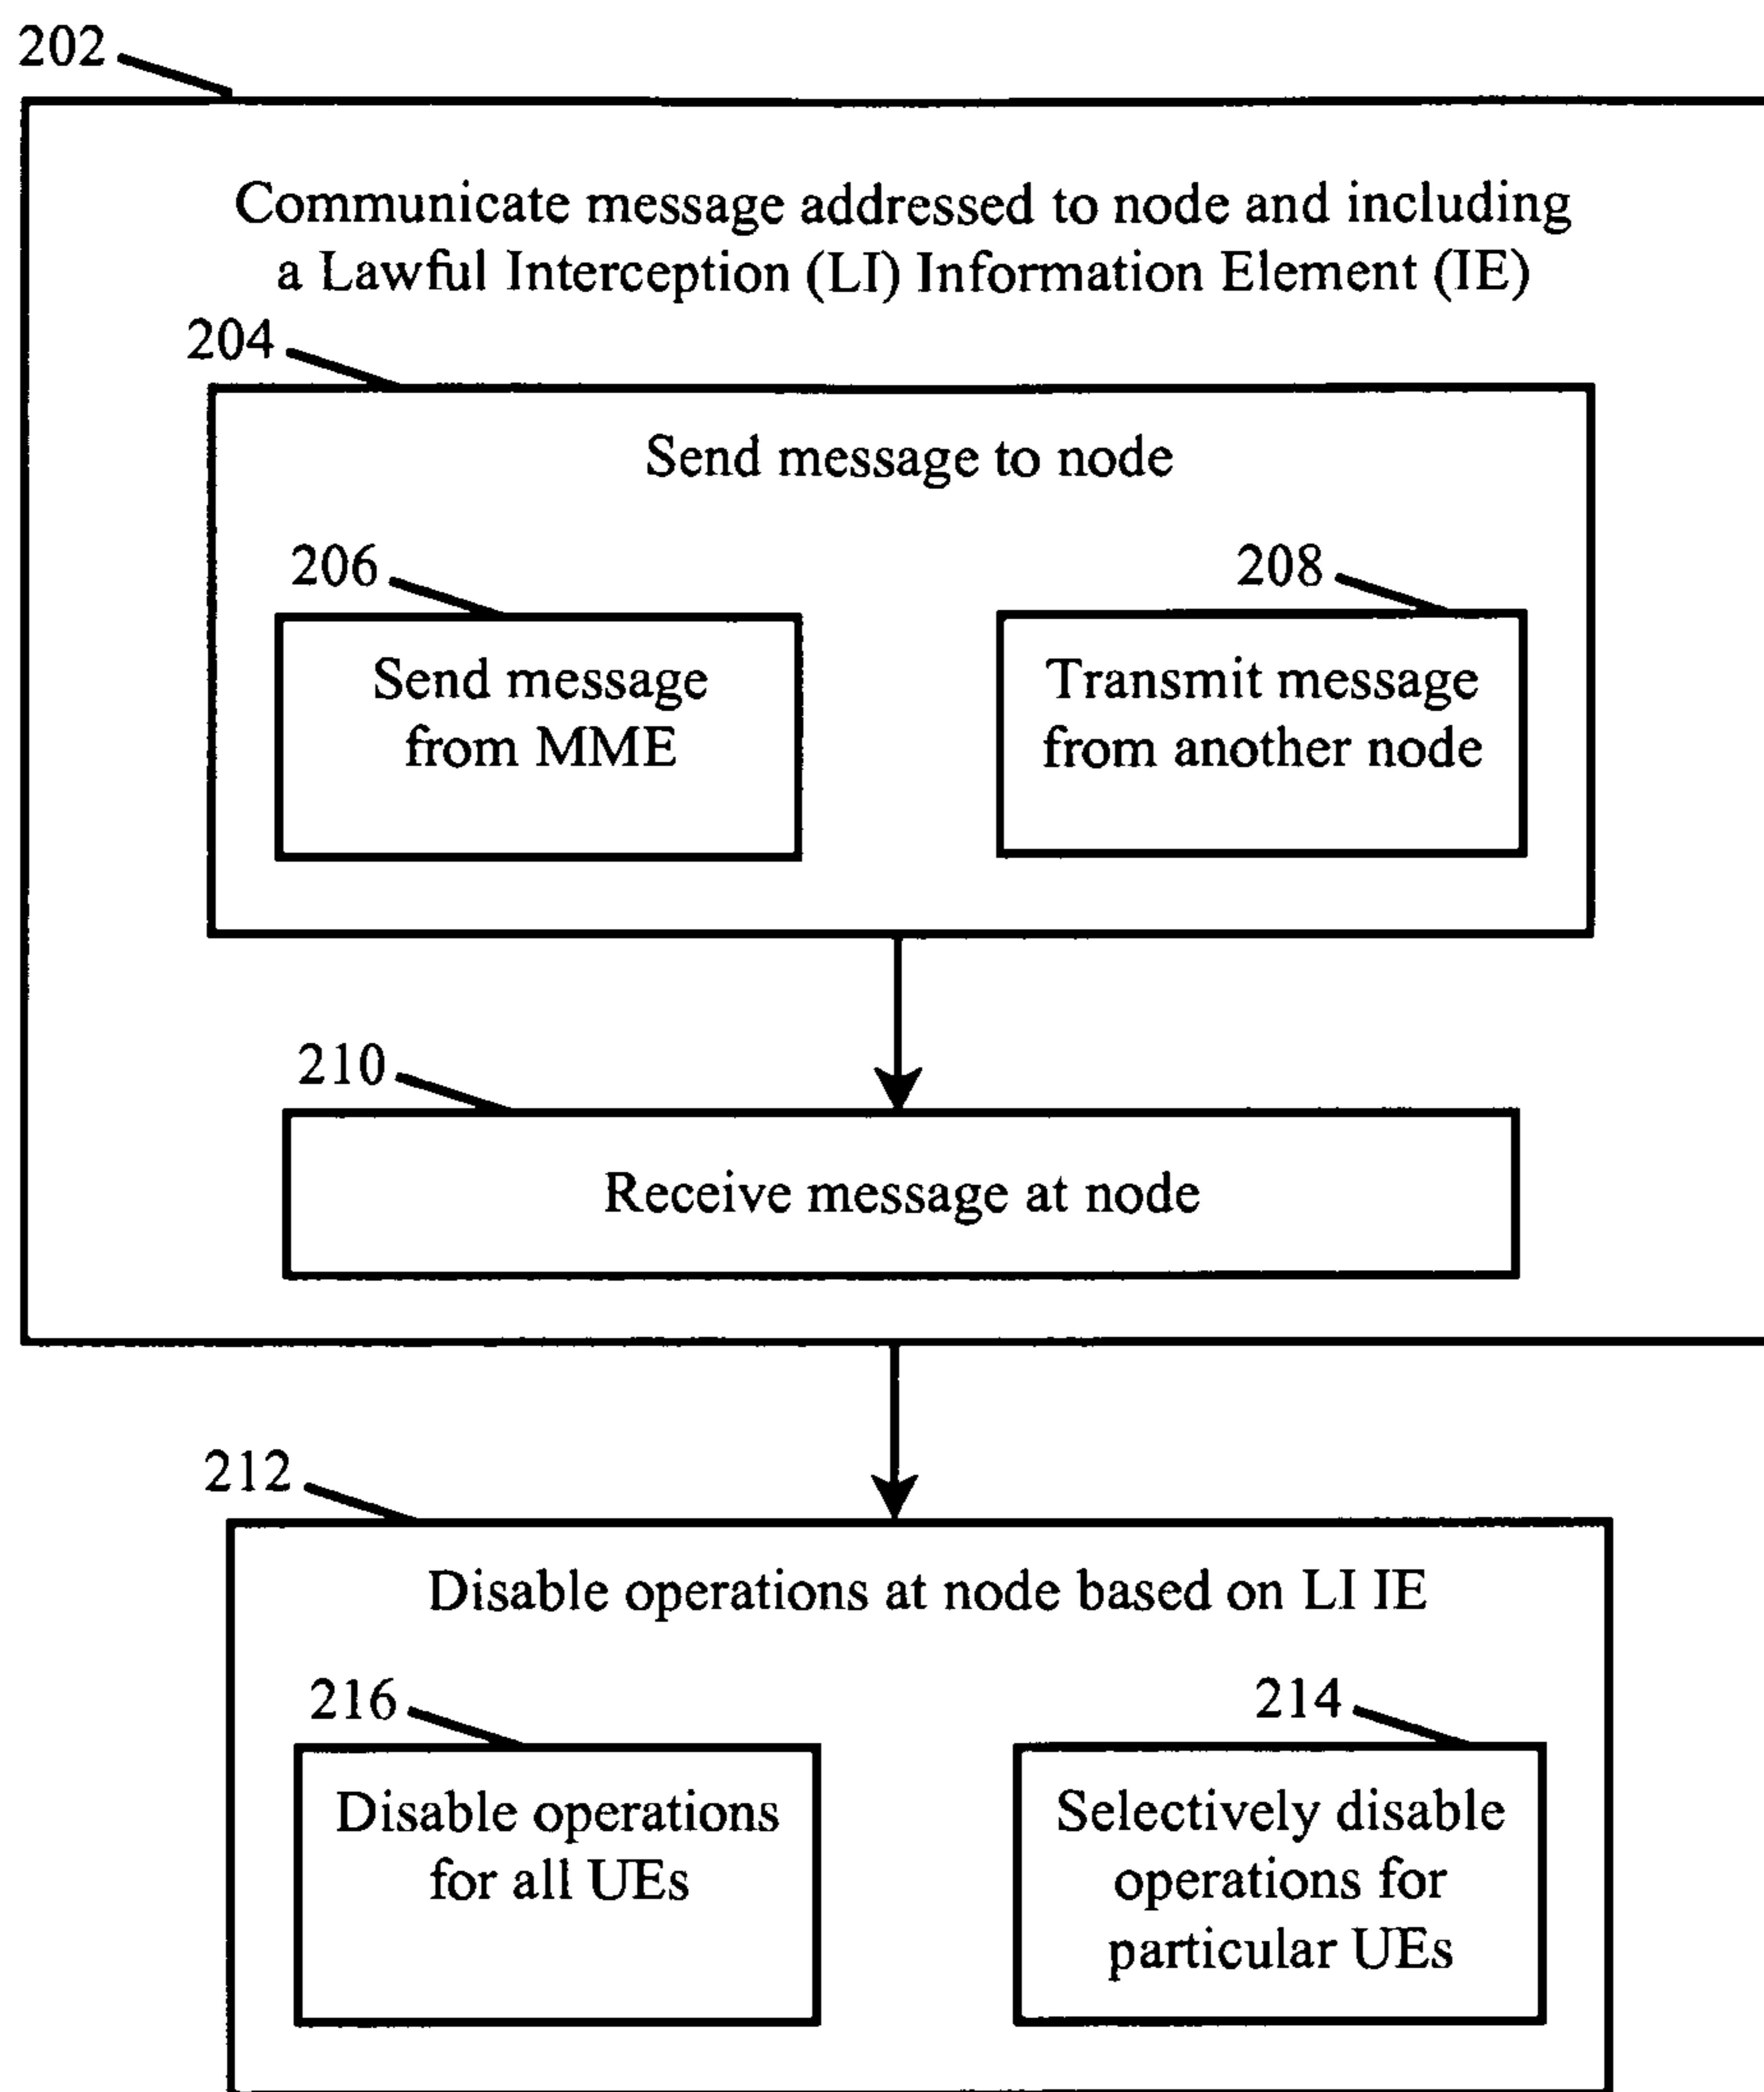 202
Communicate message addressed to node and including
a Lawful Interception (LI) Information Element (IE)
204
Send message to node
206
208
Send message
from MME
Transmit message
from another node
210
Receive message at node
212
Disable operations at node based on LI IE
216
214
Disable operations
for all UEs
Selectively disable
operations for
particular UEs